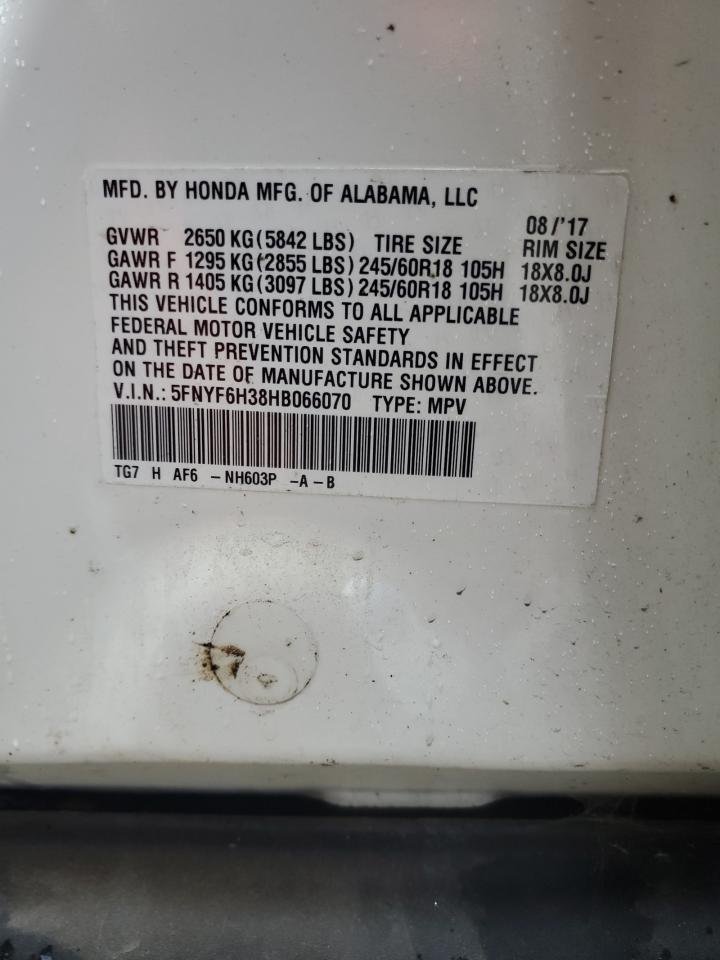 MFD. BY HONDA MFG. OF ALABAMA, LLC
08/'17
GVWR 2650 KG(5842 LBS) TIRE SIZE RIM SIZE
GAWR F 1295 KG(2855 LBS) 245/60R18 105H 18X8.0J
GAWR R 1405 KG(3097 LBS) 245/60R18 105H 18X8.0J
THIS VEHICLE CONFORMS TO ALL APPLICABLE
FEDERAL MOTOR VEHICLE SAFETY
AND THEFT PREVENTION STANDARDS IN EFFECT
ON THE DATE OF MANUFACTURE SHOWN ABOVE.
V.I.N.: 5FNYF6H38HB066070 TYPE: MPV
TG7 H AF6 -NH603P -A-B